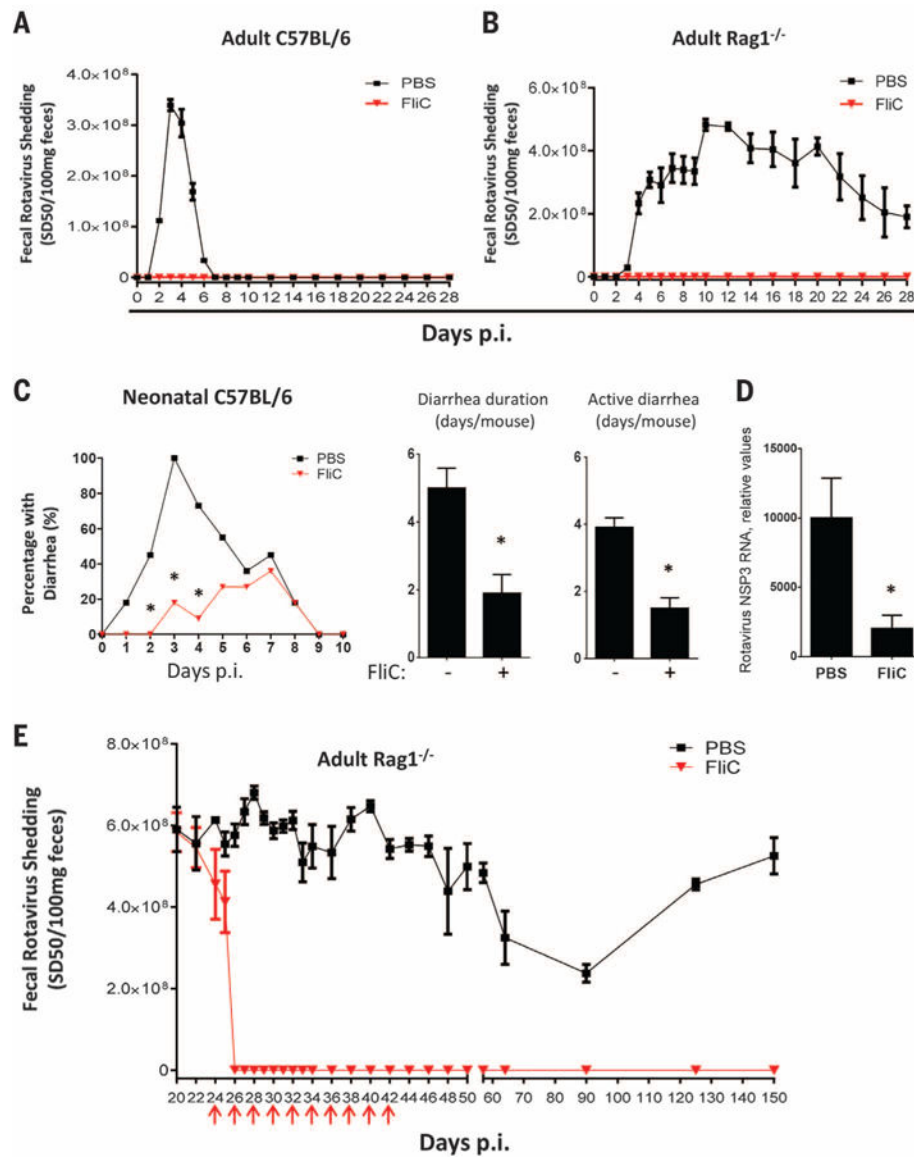 A
Adult C57BL/6
Fecal Rotavirus Shedding
(SD50/100mg feces)
4.0×10⁸
3.0×10⁸
2.0×10⁸
1.0×10⁸
0
PBS
FliC
0 2 4 6 8 10 12 14 16 18 20 22 24 26 28
B
Adult Rag1-/-
Fecal Rotavirus Shedding
(SD50/100mg feces)
6.0×10⁸
4.0×10⁸
2.0×10⁸
0
PBS
FliC
0 2 4 6 8 10 12 14 16 18 20 22 24 26 28
Days p.i.
C
Neonatal C57BL/6
Percentage with
Diarrhea (%)
100
80
60
40
20
0
PBS
FliC
* * *
0 1 2 3 4 5 6 7 8 9 10
Days p.i.
Diarrhea duration
(days/mouse)
6
4
2
0
*
FliC: - +
Active diarrhea
(days/mouse)
6
4
2
0
*
- +
D
Rotavirus NSP3 RNA, relative values
15000
10000
5000
0
*
PBS FliC
E
Adult Rag1-/-
Fecal Rotavirus Shedding
(SD50/100mg feces)
8.0×10⁸
6.0×10⁸
4.0×10⁸
2.0×10⁸
0
PBS
FliC
20 22 24 26 28 30 32 34 36 38 40 42 44 46 48 50 60 70 80 90 100 110 120 130 140 150
Days p.i.